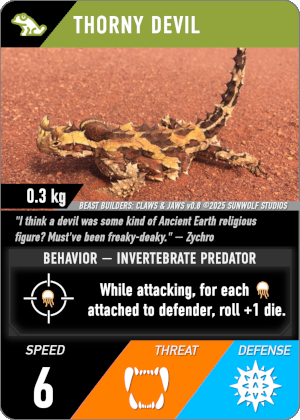 THORNY DEVIL
0.3 kg
BEAST BUILDERS: CLAWS & JAWS v0.8 ©2025 SUNWOLF STUDIOS
"I think a devil was some kind of Ancient Earth religious
figure? Must've been freaky-deaky." — Zychro
BEHAVIOR — INVERTEBRATE PREDATOR
While attacking, for each
attached to defender, roll +1 die.
SPEED
THREAT
DEFENSE
6